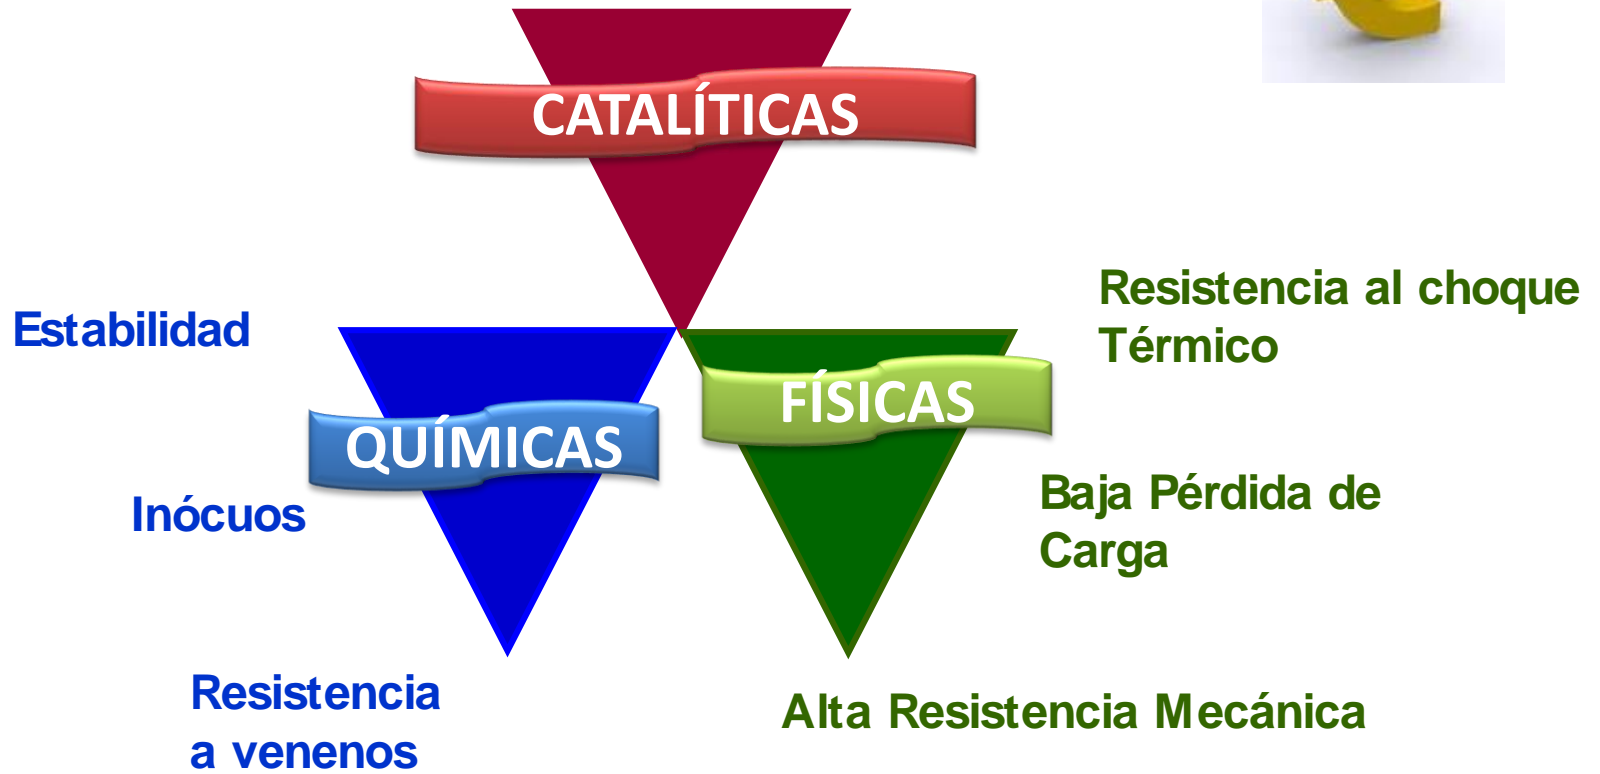 CATALÍTICAS
Estabilidad
QUÍMICAS
Inócuos
Resistencia
a venenos
Resistencia al choque
Térmico
FÍSICAS
Baja Pérdida de
Carga
Alta Resistencia Mecánica